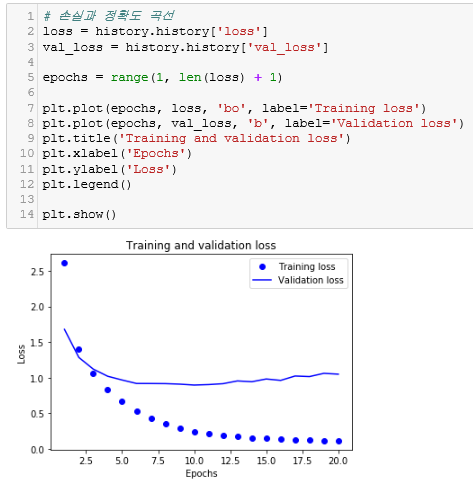 1 # 손실과 정확도 곡선
2 loss = history.history['loss']
3 val_loss = history.history['val_loss']
4
5 epochs = range(1, len(loss) + 1)
6
7 plt.plot(epochs, loss, 'bo', label='Training loss')
8 plt.plot(epochs, val_loss, 'b', label='Validation loss')
9 plt.title('Training and validation loss')
10 plt.xlabel('Epochs')
11 plt.ylabel('Loss')
12 plt.legend()
13
14 plt.show()
Training and validation loss
Training loss
Validation loss
2.5
2.0
1.5
1.0
0.5
0.0
Loss
2.5 5.0 7.5 10.0 12.5 15.0 17.5 20.0
Epochs